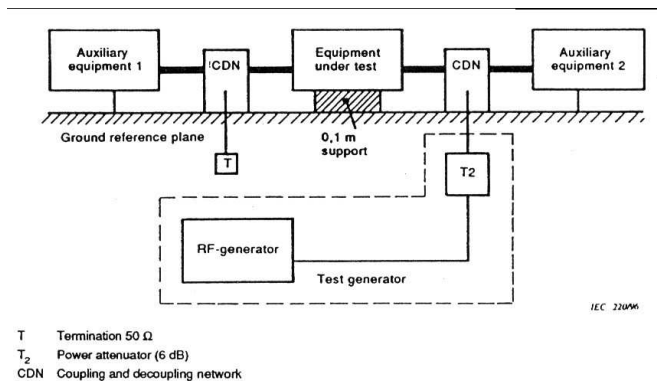 Auxiliary
equipment 1
CDN
Equipment
under test
CDN
Auxiliary
equipment 2
Ground reference plane
0,1 m
support
T
T2
RF-generator
Test generator
IEC 220/96
T Termination 50 Ω
T₂ Power attenuator (6 dB)
CDN Coupling and decoupling network